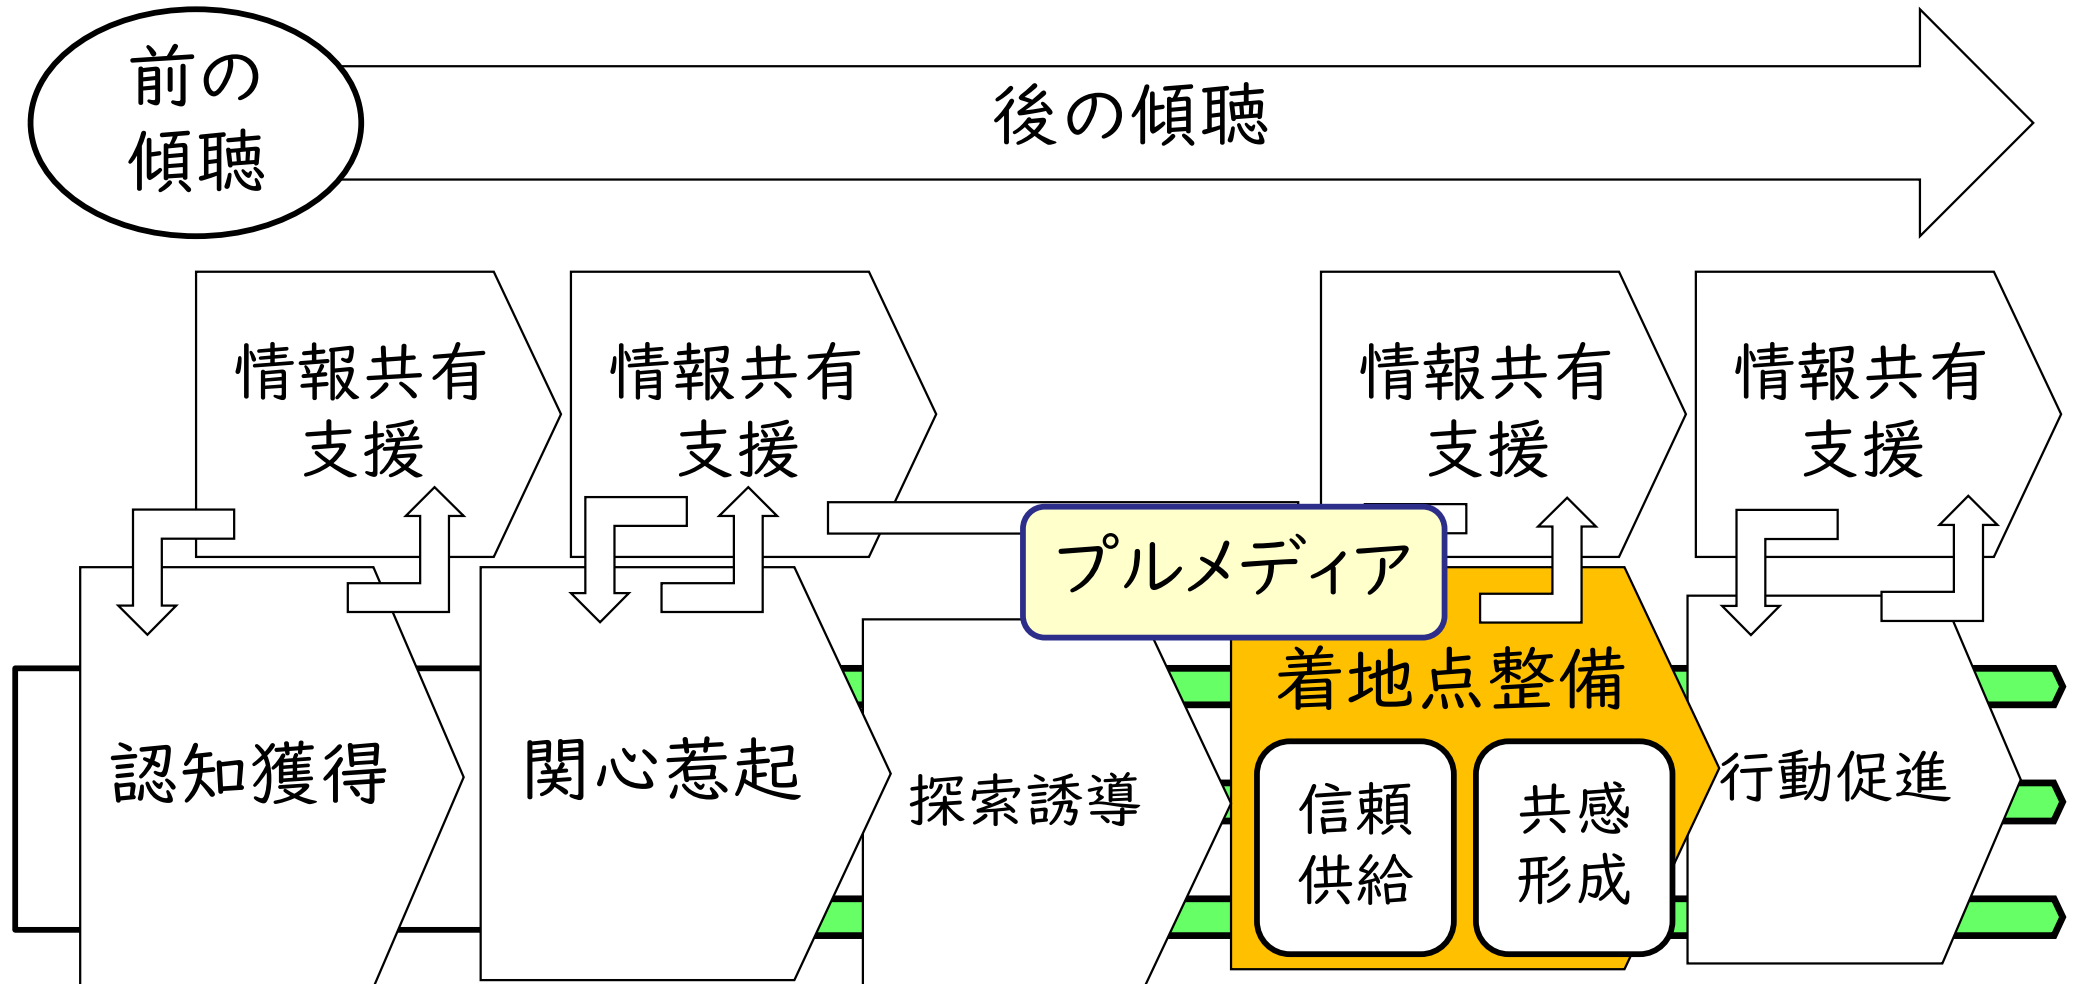 前の
傾聴
後の傾聴
情報共有
支援
情報共有
支援
情報共有
支援
情報共有
支援
プルメディア
認知獲得
関心惹起
探索誘導
着地点整備
信頼
供給
共感
形成
行動促進